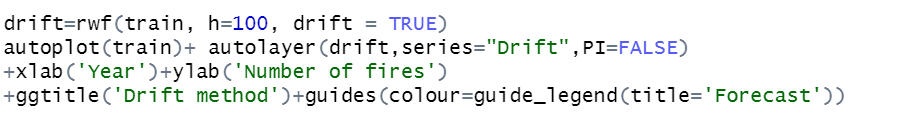 drift=rwf(train, h=100, drift = TRUE)
autoplot(train)+ autolayer(drift,series="Drift",PI=FALSE)
+xlab('Year')+ylab('Number of fires')
+ggtitle('Drift method')+guides(colour=guide_legend(title='Forecast'))